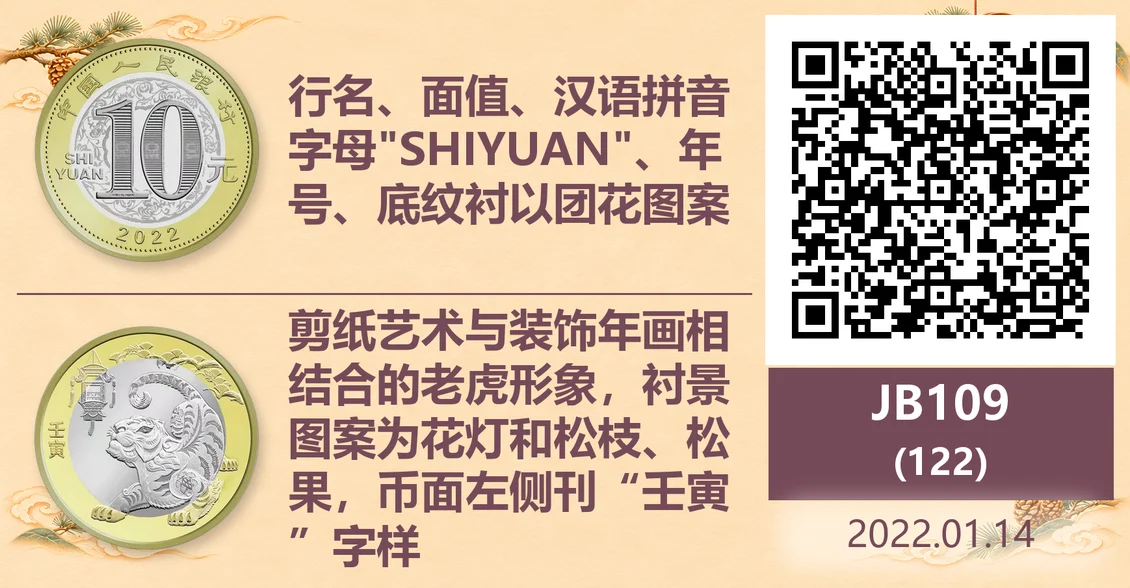 中国人民银行
10
元
SHI
YUAN
2022
行名、面值、汉语拼音
字母"SHIYUAN"、年
号、底纹衬以团花图案
壬寅
剪纸艺术与装饰年画相
结合的老虎形象，衬景
图案为花灯和松枝、松
果，币面左侧刊“壬寅
”字样
JB109
(122)
2022.01.14